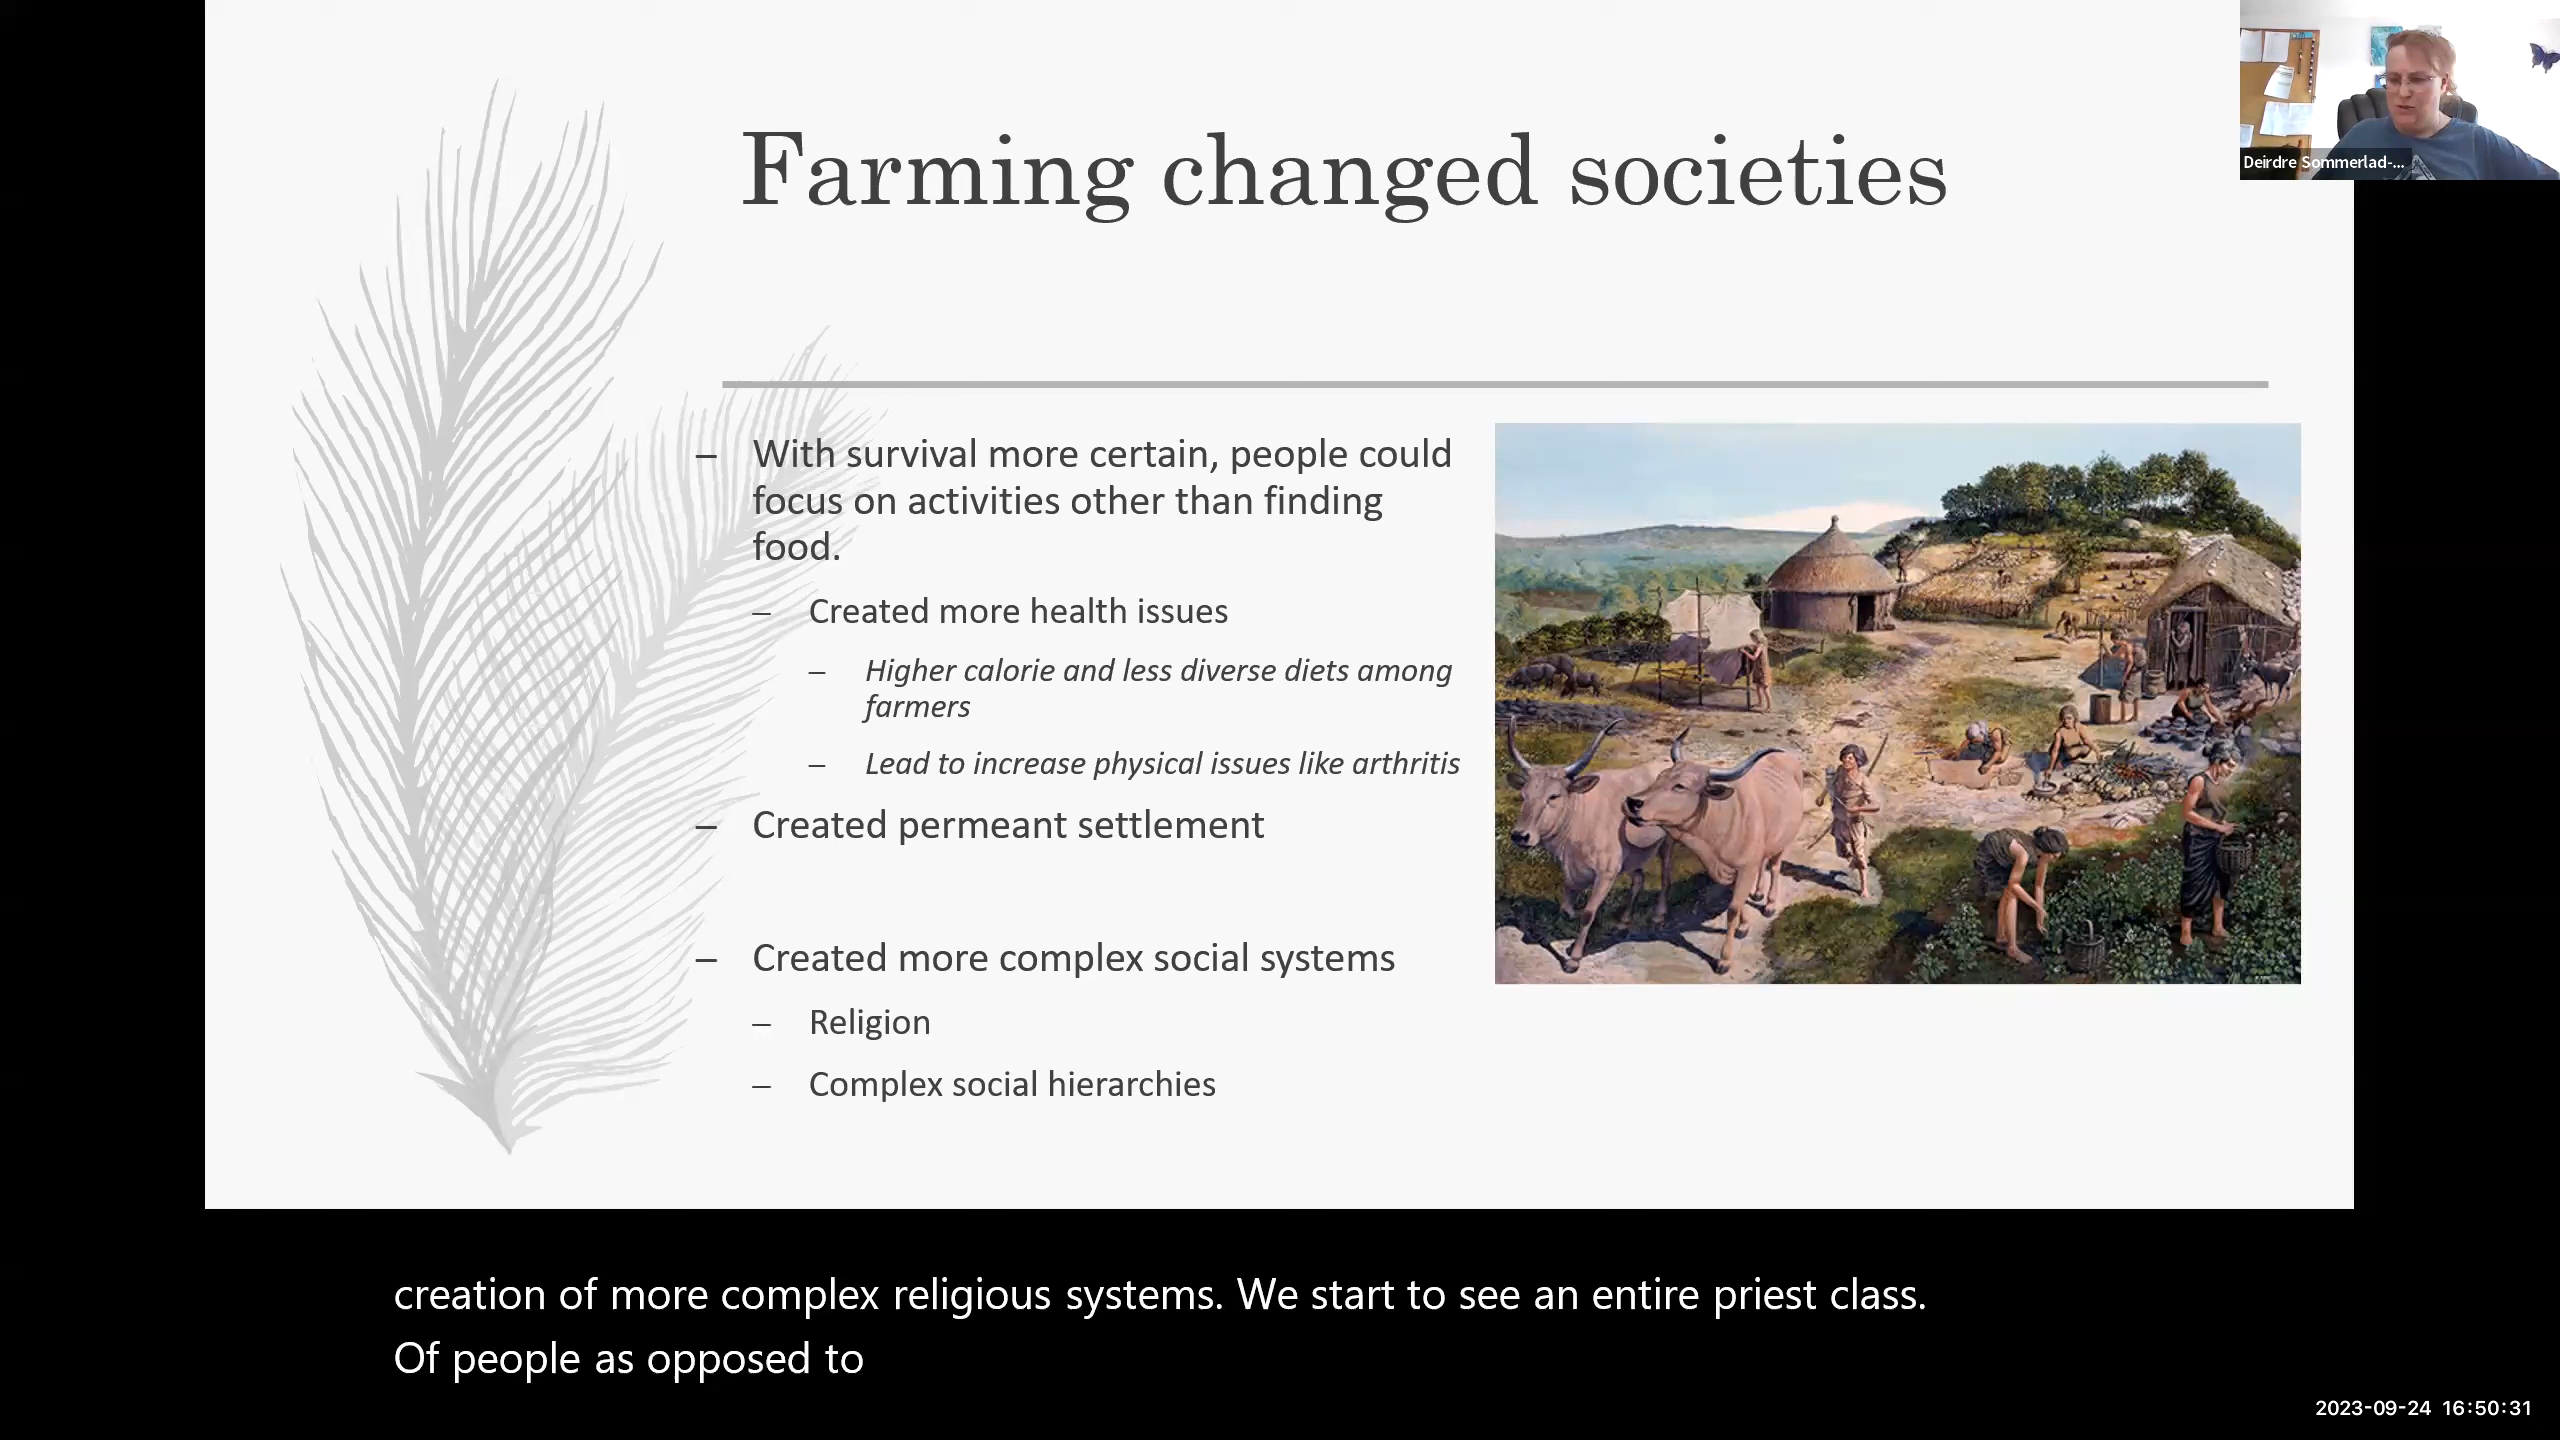 Farming changed societies
Deirdre Sommerlad-...
– With survival more certain, people could
focus on activities other than finding
food.
– Created more health issues
– Higher calorie and less diverse diets among
farmers
– Lead to increase physical issues like arthritis
– Created permeant settlement
– Created more complex social systems
– Religion
– Complex social hierarchies
creation of more complex religious systems. We start to see an entire priest class.
Of people as opposed to
2023-09-24 16:50:31